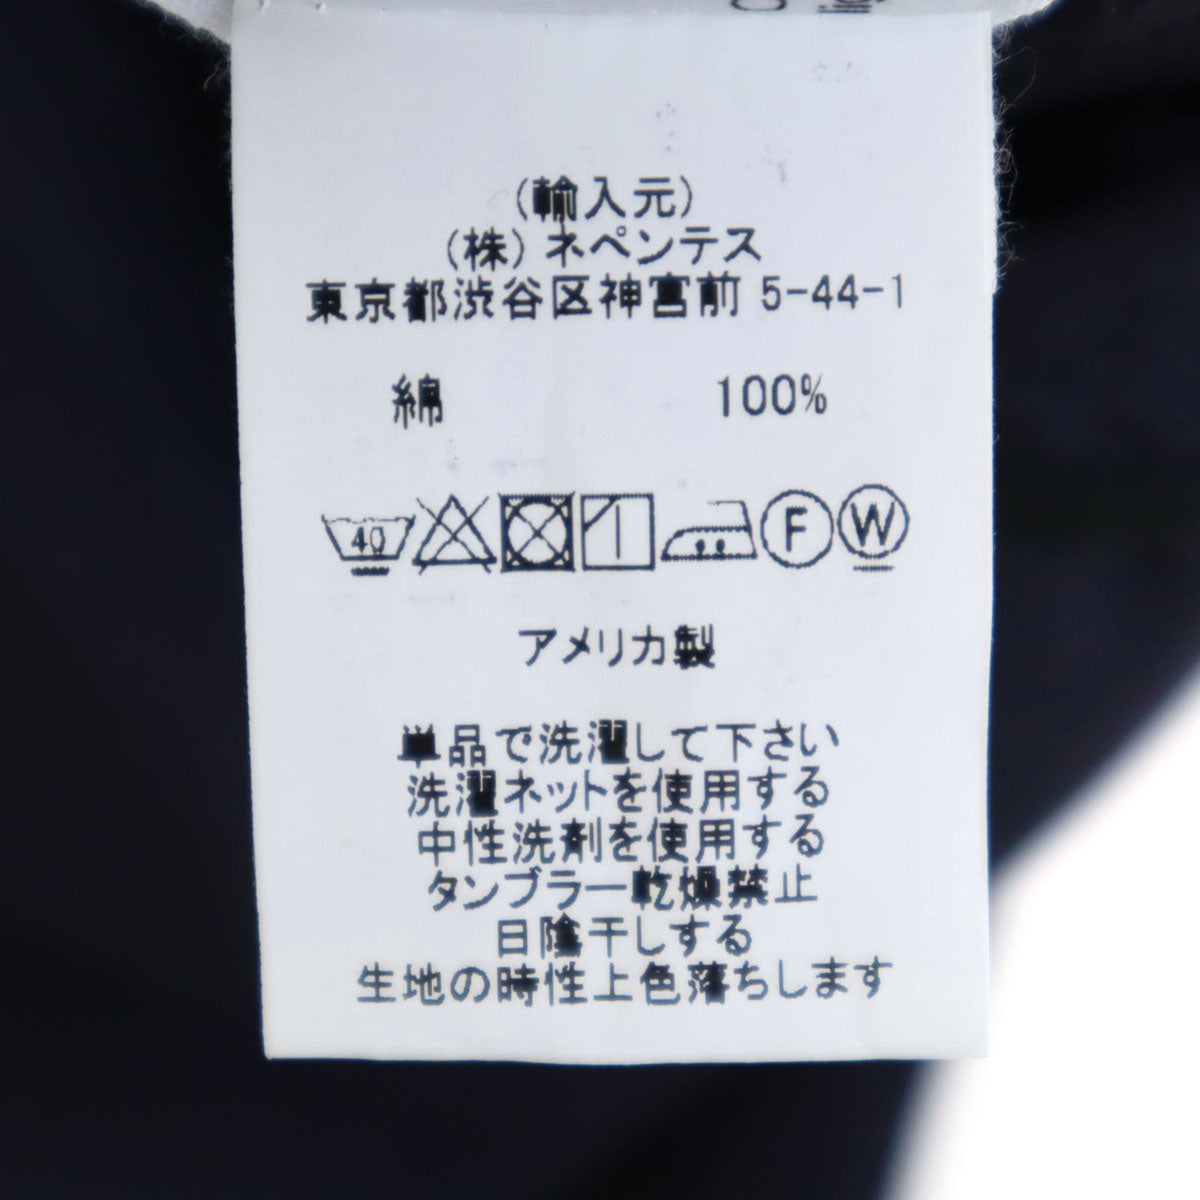 (輸入元)
(株) ネペンテス
東京都渋谷区神宮前 5-44-1
綿 100%
40 F W
アメリカ製
単品で洗濯して下さい
洗濯ネットを使用する
中性洗剤を使用する
タンブラー乾燥禁止
日陰干しする
生地の時性上色落ちします